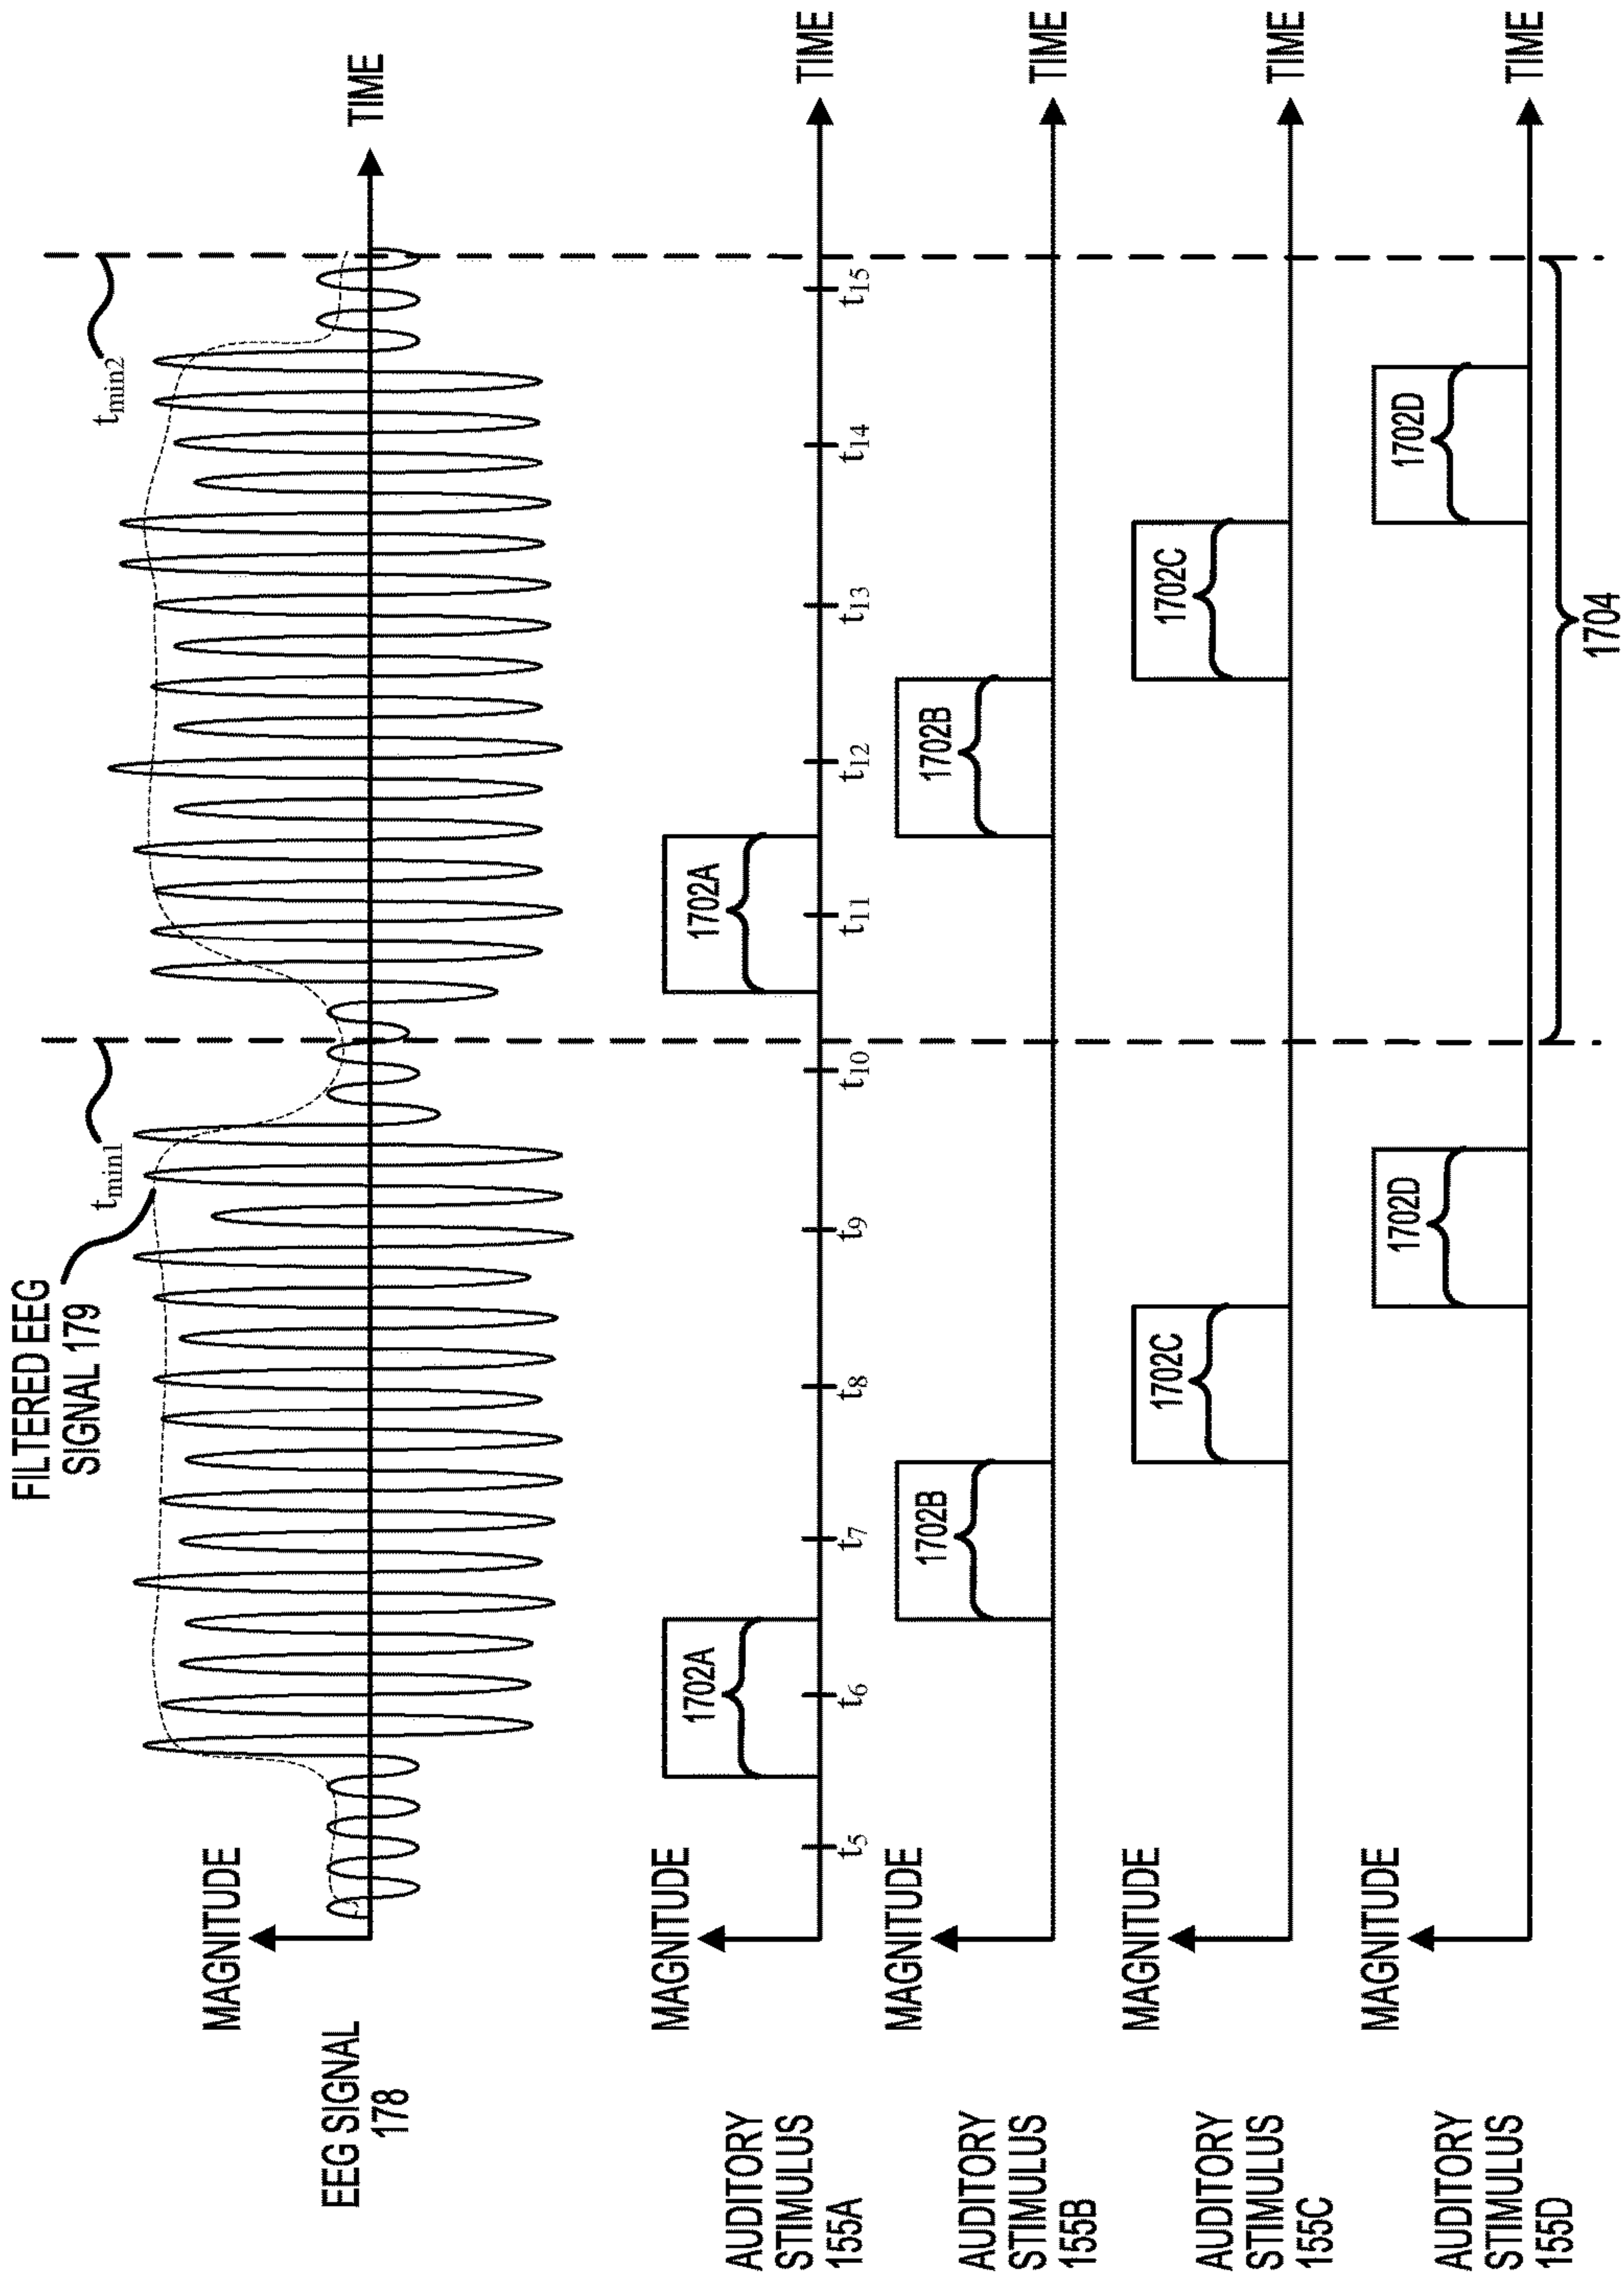 FILTERED EEG
SIGNAL 179
tmin1
tmin2
MAGNITUDE
TIME
EEG SIGNAL
178
MAGNITUDE
1702A
1702A
TIME
t5
t6
t7
t8
t9
t10
t11
t12
t13
t14
t15
AUDITORY
STIMULUS
155A
MAGNITUDE
1702B
1702B
TIME
AUDITORY
STIMULUS
155B
MAGNITUDE
1702C
1702C
TIME
AUDITORY
STIMULUS
155C
MAGNITUDE
1702D
1702D
TIME
AUDITORY
STIMULUS
155D
1704